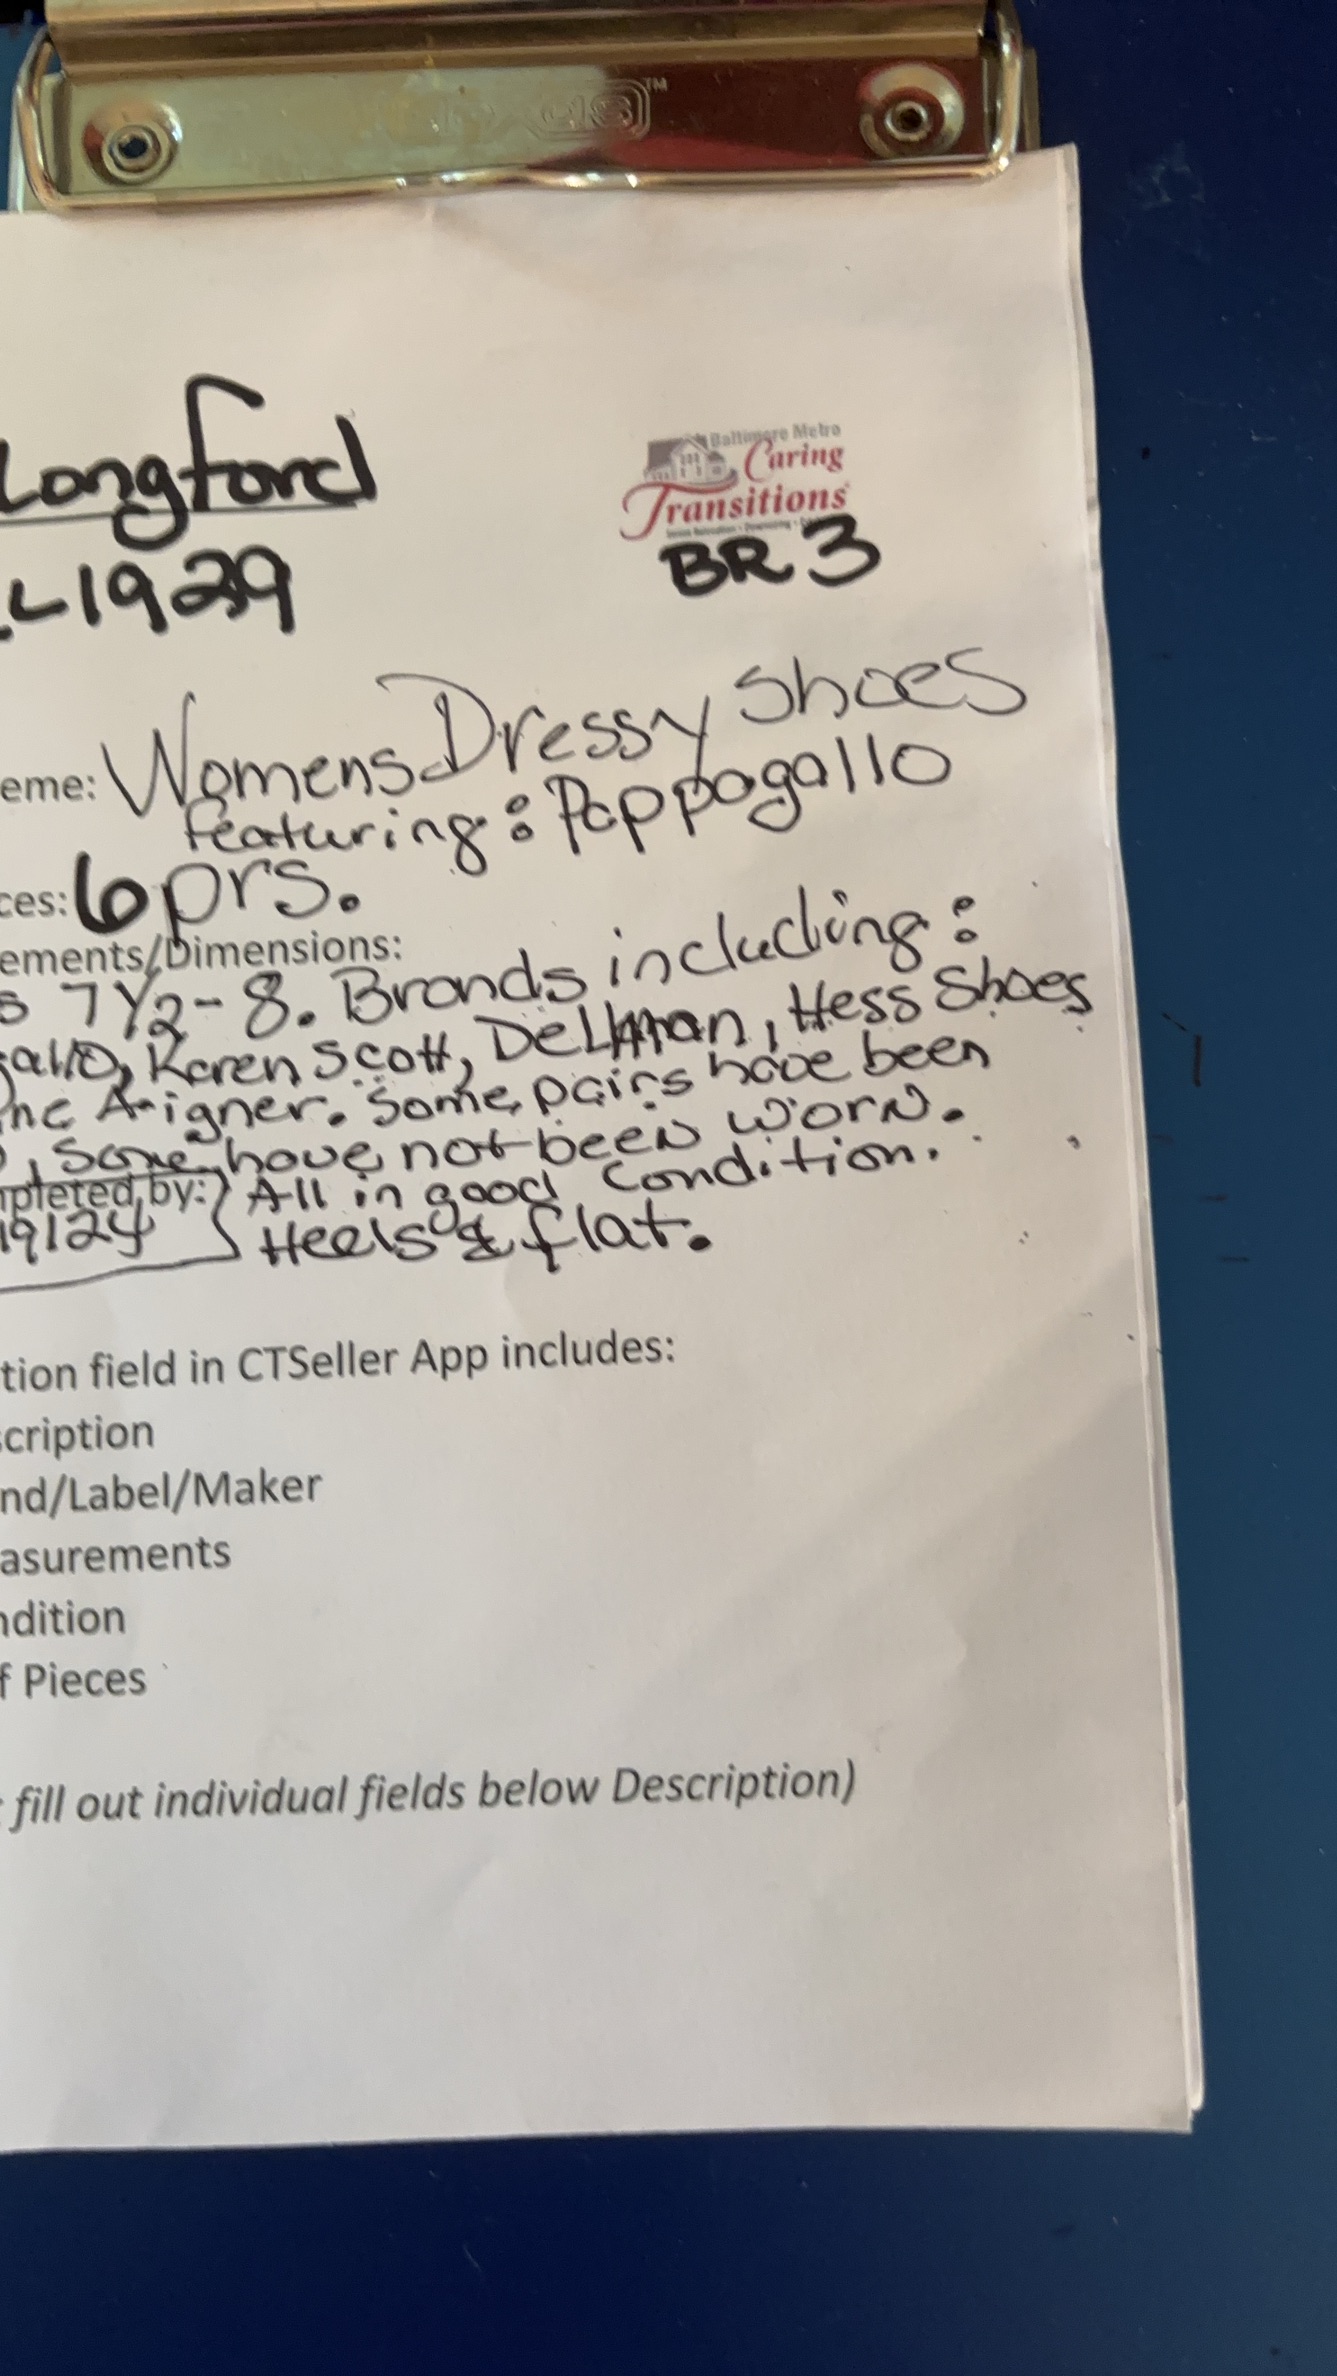 Longford
L1929
Baltimore Metro
Caring
Transitions
BR 3
eme: Womens Dressy Shoes
featuring: Pappagallo
ces: 6 prs.
ements/Dimensions:
s 7 1/2 - 8. Brands including:
gallo, Karen Scott, Delman, Hess Shoes
Aigner. Some pairs have been
, some have not been worn.
mpleted by: All in good condition.
19124 Heels & flat.
tion field in CTSeller App includes:
scription
nd/Label/Maker
asurements
ndition
f Pieces
fill out individual fields below Description)